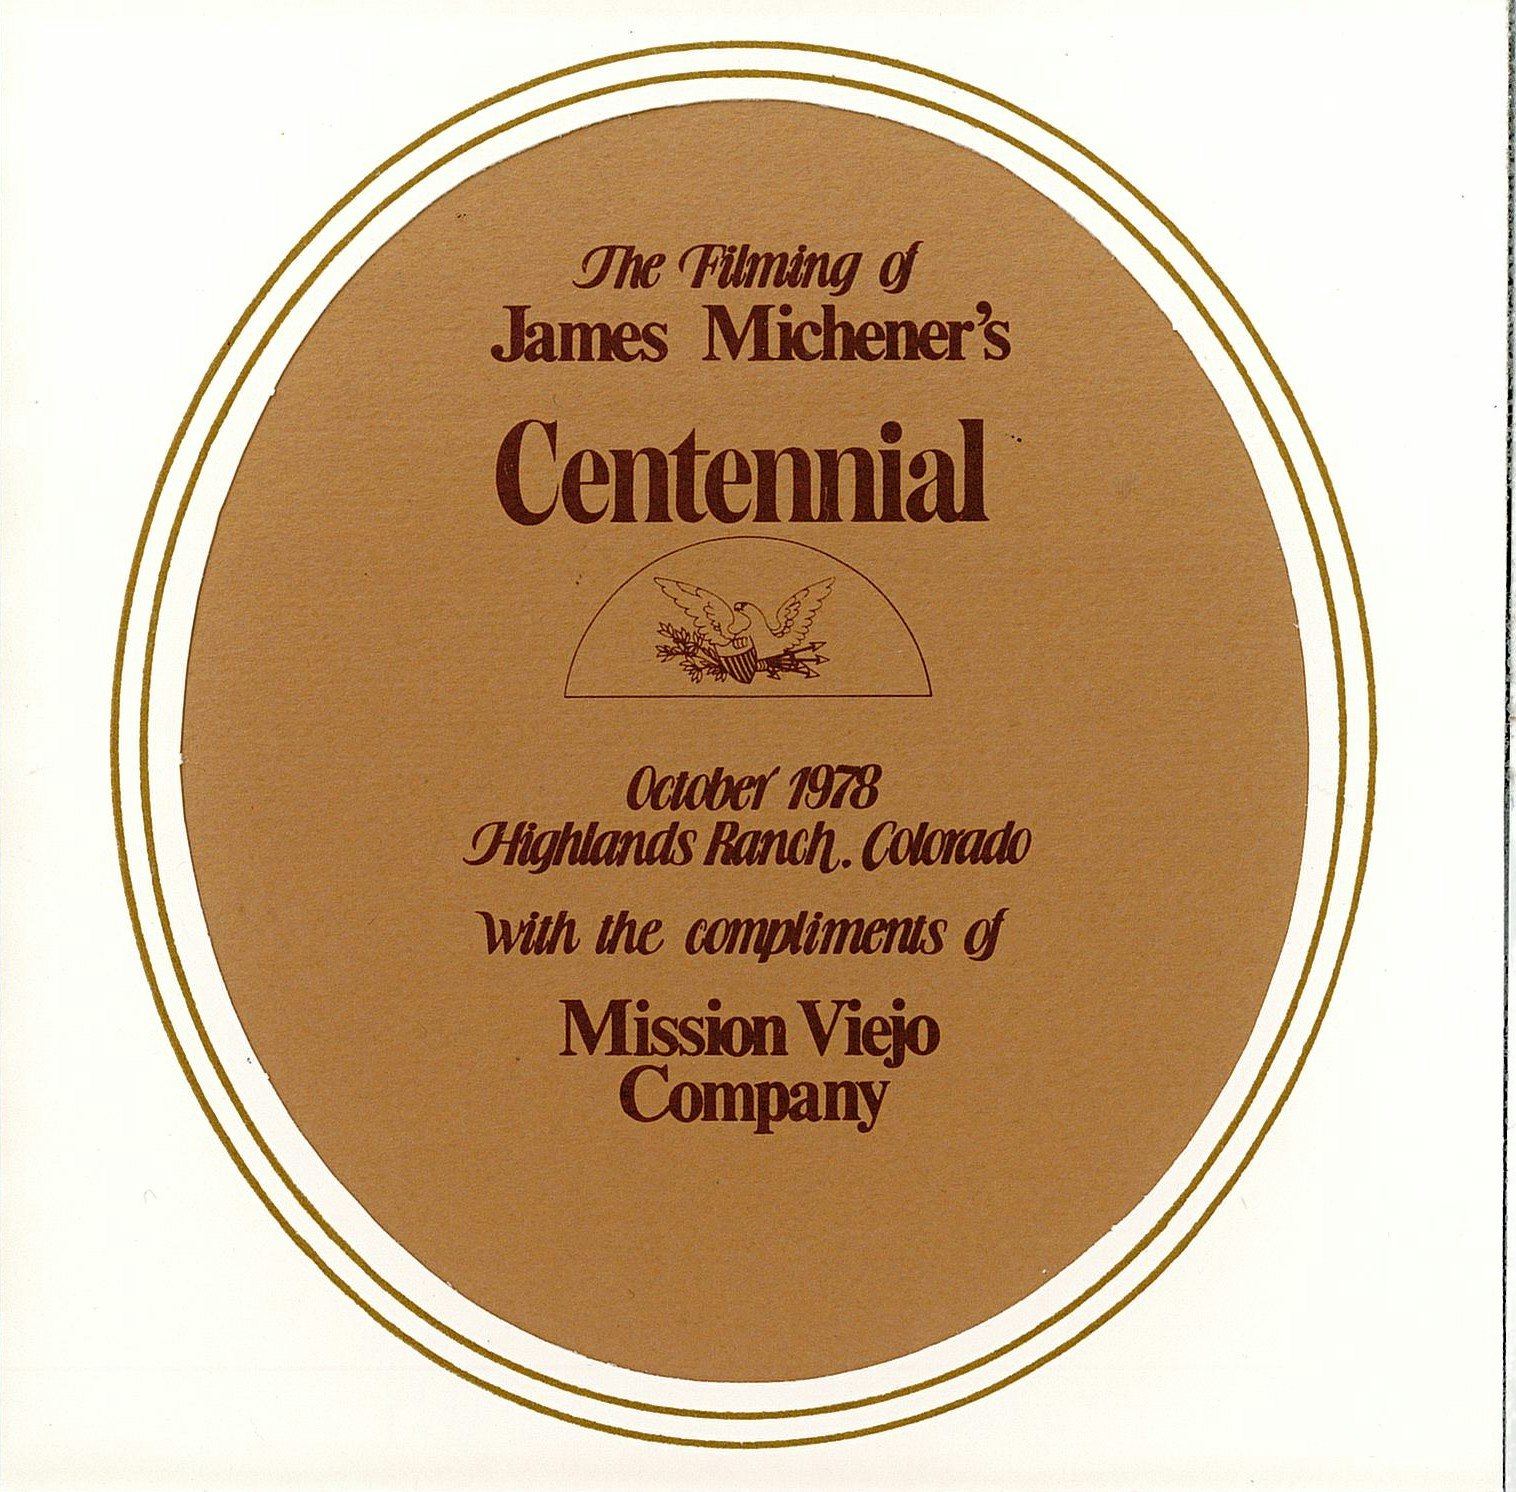 The Filming of
James Michener's
Centennial
October 1978
Highlands Ranch. Colorado
with the compliments of
Mission Viejo
Company